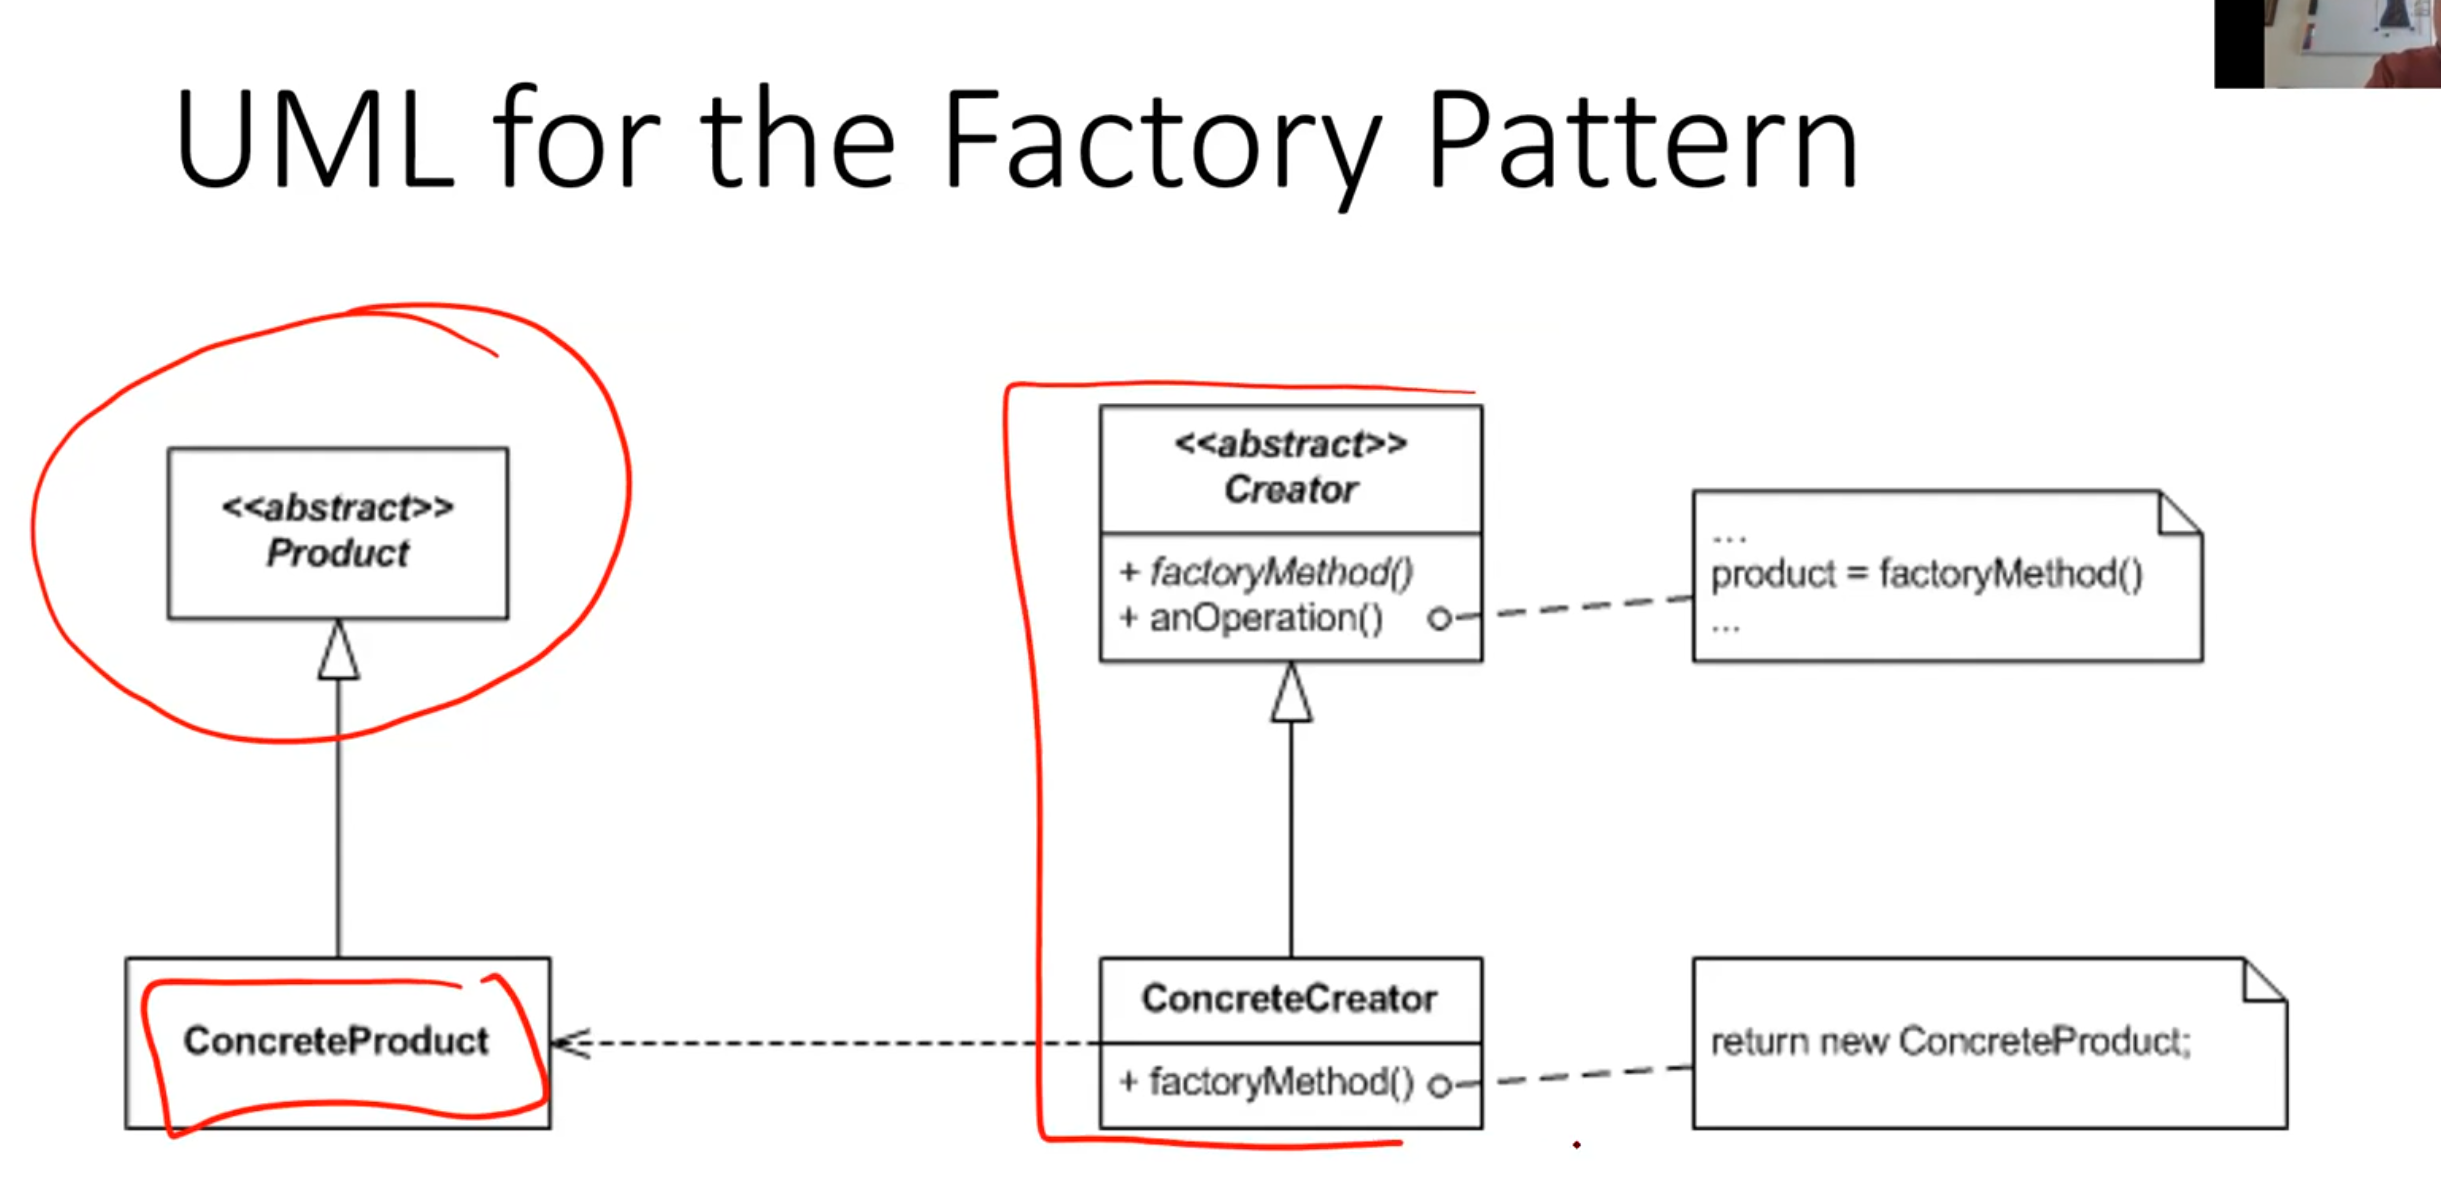 UML for the Factory Pattern
<<abstract>>
Product
<<abstract>>
Creator
+ factoryMethod()
+ anOperation()
...
product = factoryMethod()
...
ConcreteProduct
ConcreteCreator
+ factoryMethod()
return new ConcreteProduct;